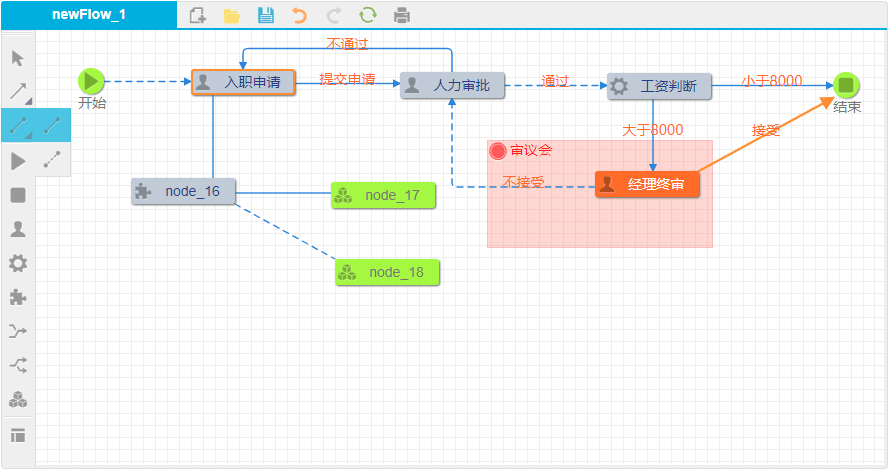 newFlow_1
不通过
开始
入职申请
提交申请
人力审批
通过
工资判断
小于8000
结束
大于8000
接受
审议会
不接受
经理终审
node_16
node_17
node_18